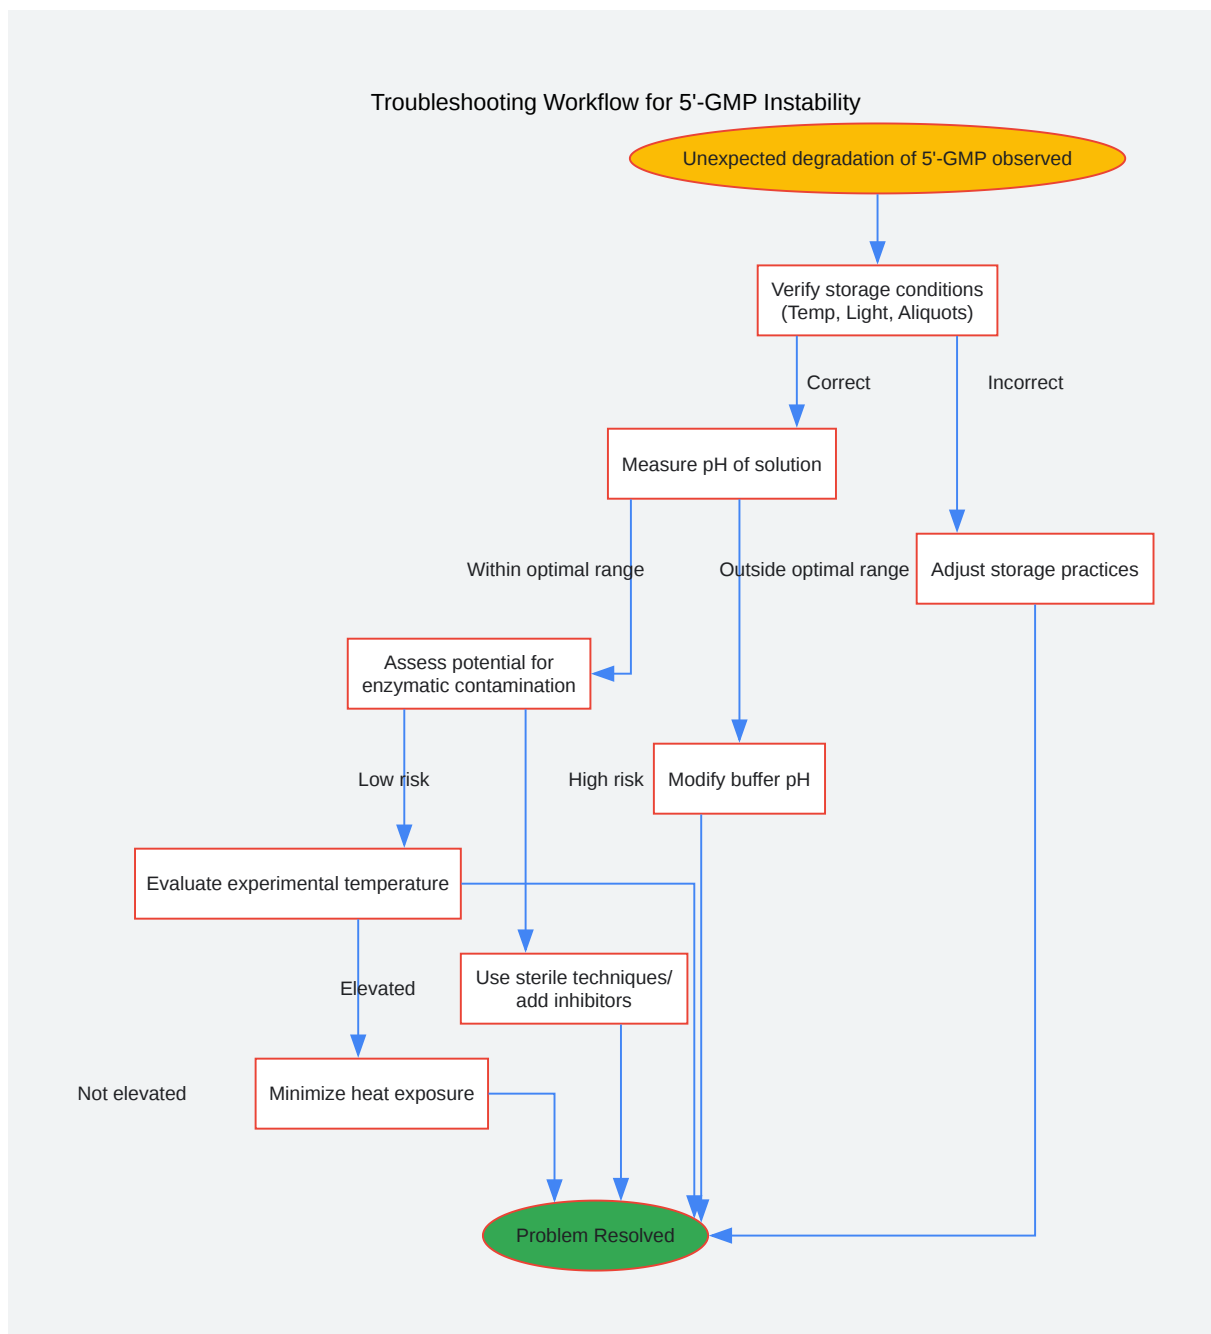 Troubleshooting Workflow for 5'-GMP Instability
Unexpected degradation of 5'-GMP observed
Verify storage conditions
(Temp, Light, Aliquots)
Correct
Incorrect
Measure pH of solution
Within optimal range
Outside optimal range
Adjust storage practices
Assess potential for
enzymatic contamination
Low risk
High risk
Modify buffer pH
Evaluate experimental temperature
Use sterile techniques/
add inhibitors
Elevated
Not elevated
Minimize heat exposure
Problem Resolved